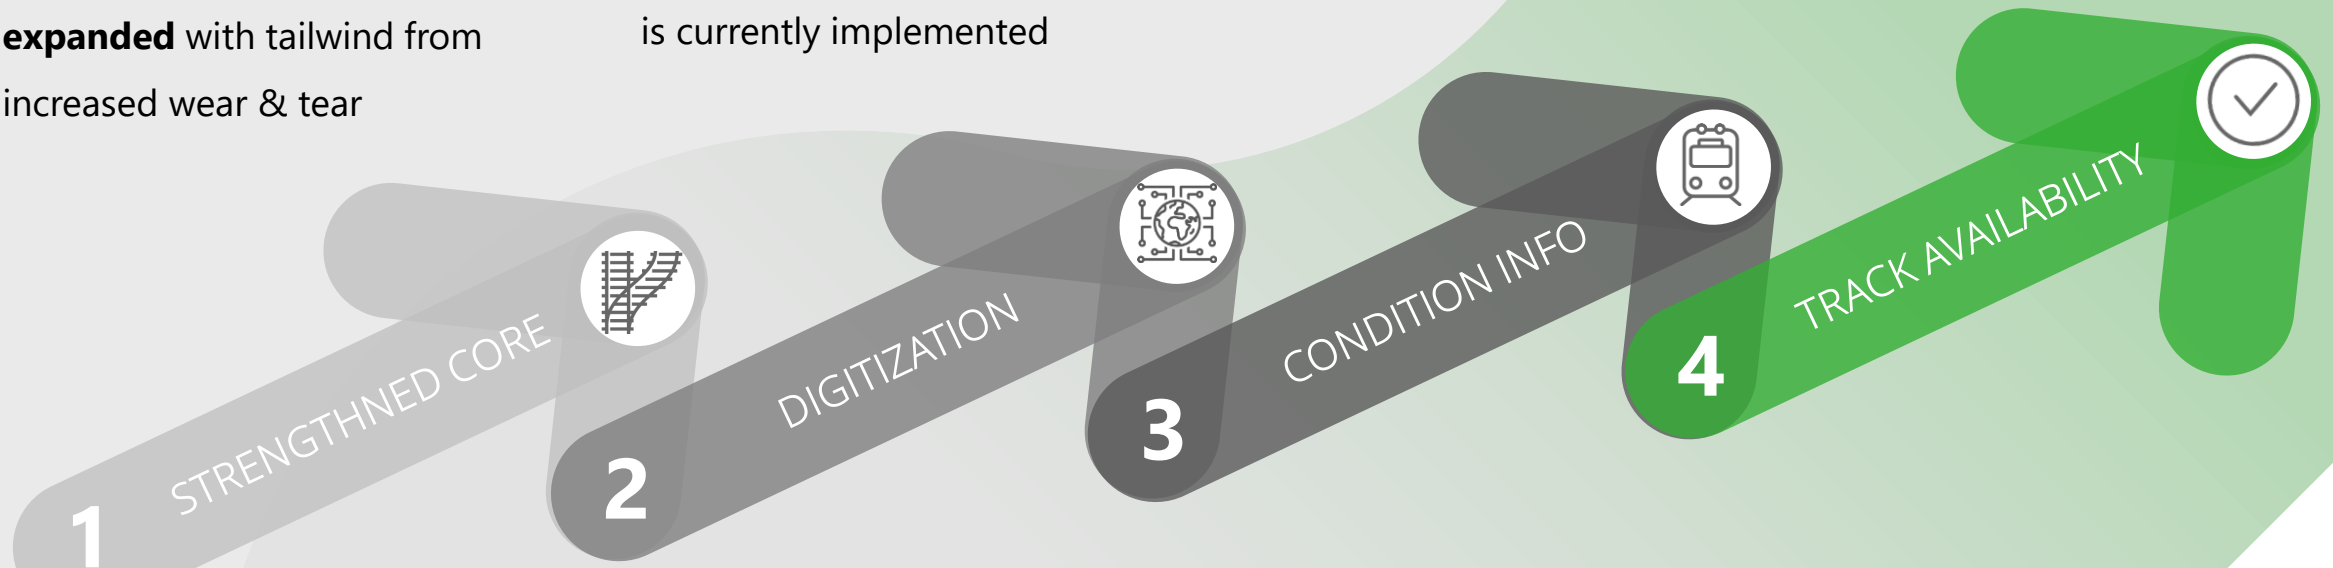 expanded with tailwind from
increased wear & tear
is currently implemented
1
STRENGTHNED CORE
2
DIGITIZATION
3
CONDITION INFO
4
TRACK AVAILABILITY